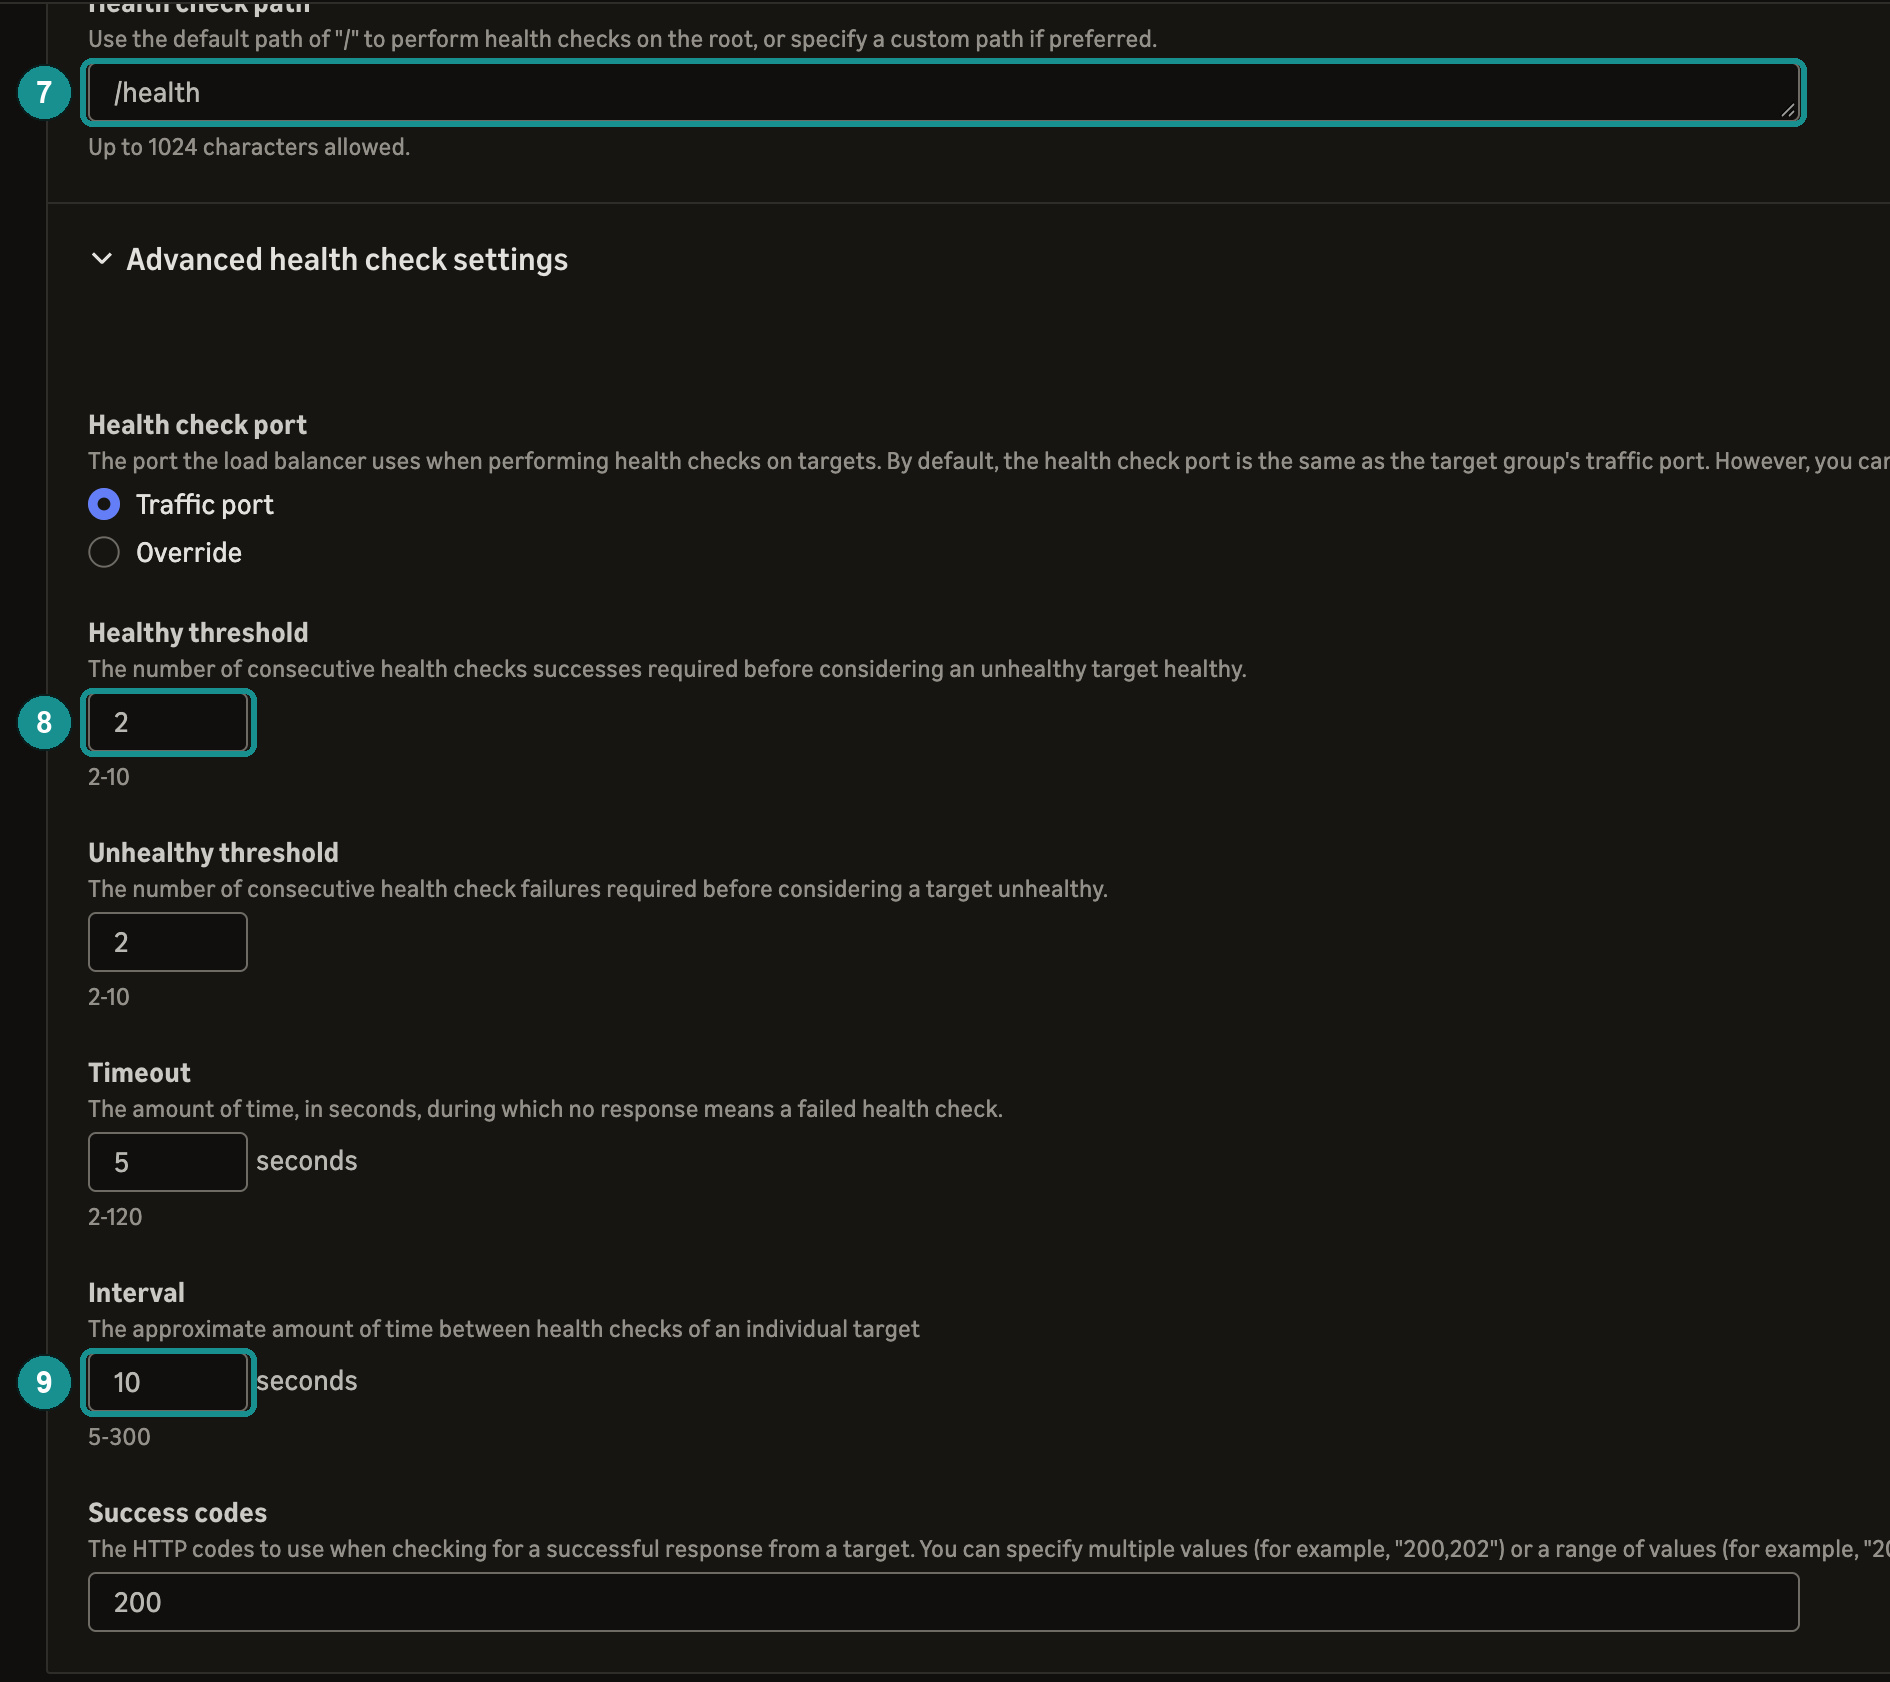 Health check path
Use the default path of "/" to perform health checks on the root, or specify a custom path if preferred.
7
/health
Up to 1024 characters allowed.
Advanced health check settings
Health check port
The port the load balancer uses when performing health checks on targets. By default, the health check port is the same as the target group's traffic port. However, you can
Traffic port
Override
Healthy threshold
The number of consecutive health checks successes required before considering an unhealthy target healthy.
8
2
2-10
Unhealthy threshold
The number of consecutive health check failures required before considering a target unhealthy.
2
2-10
Timeout
The amount of time, in seconds, during which no response means a failed health check.
5 seconds
2-120
Interval
The approximate amount of time between health checks of an individual target
9
10 seconds
5-300
Success codes
The HTTP codes to use when checking for a successful response from a target. You can specify multiple values (for example, "200,202") or a range of values (for example, "20
200